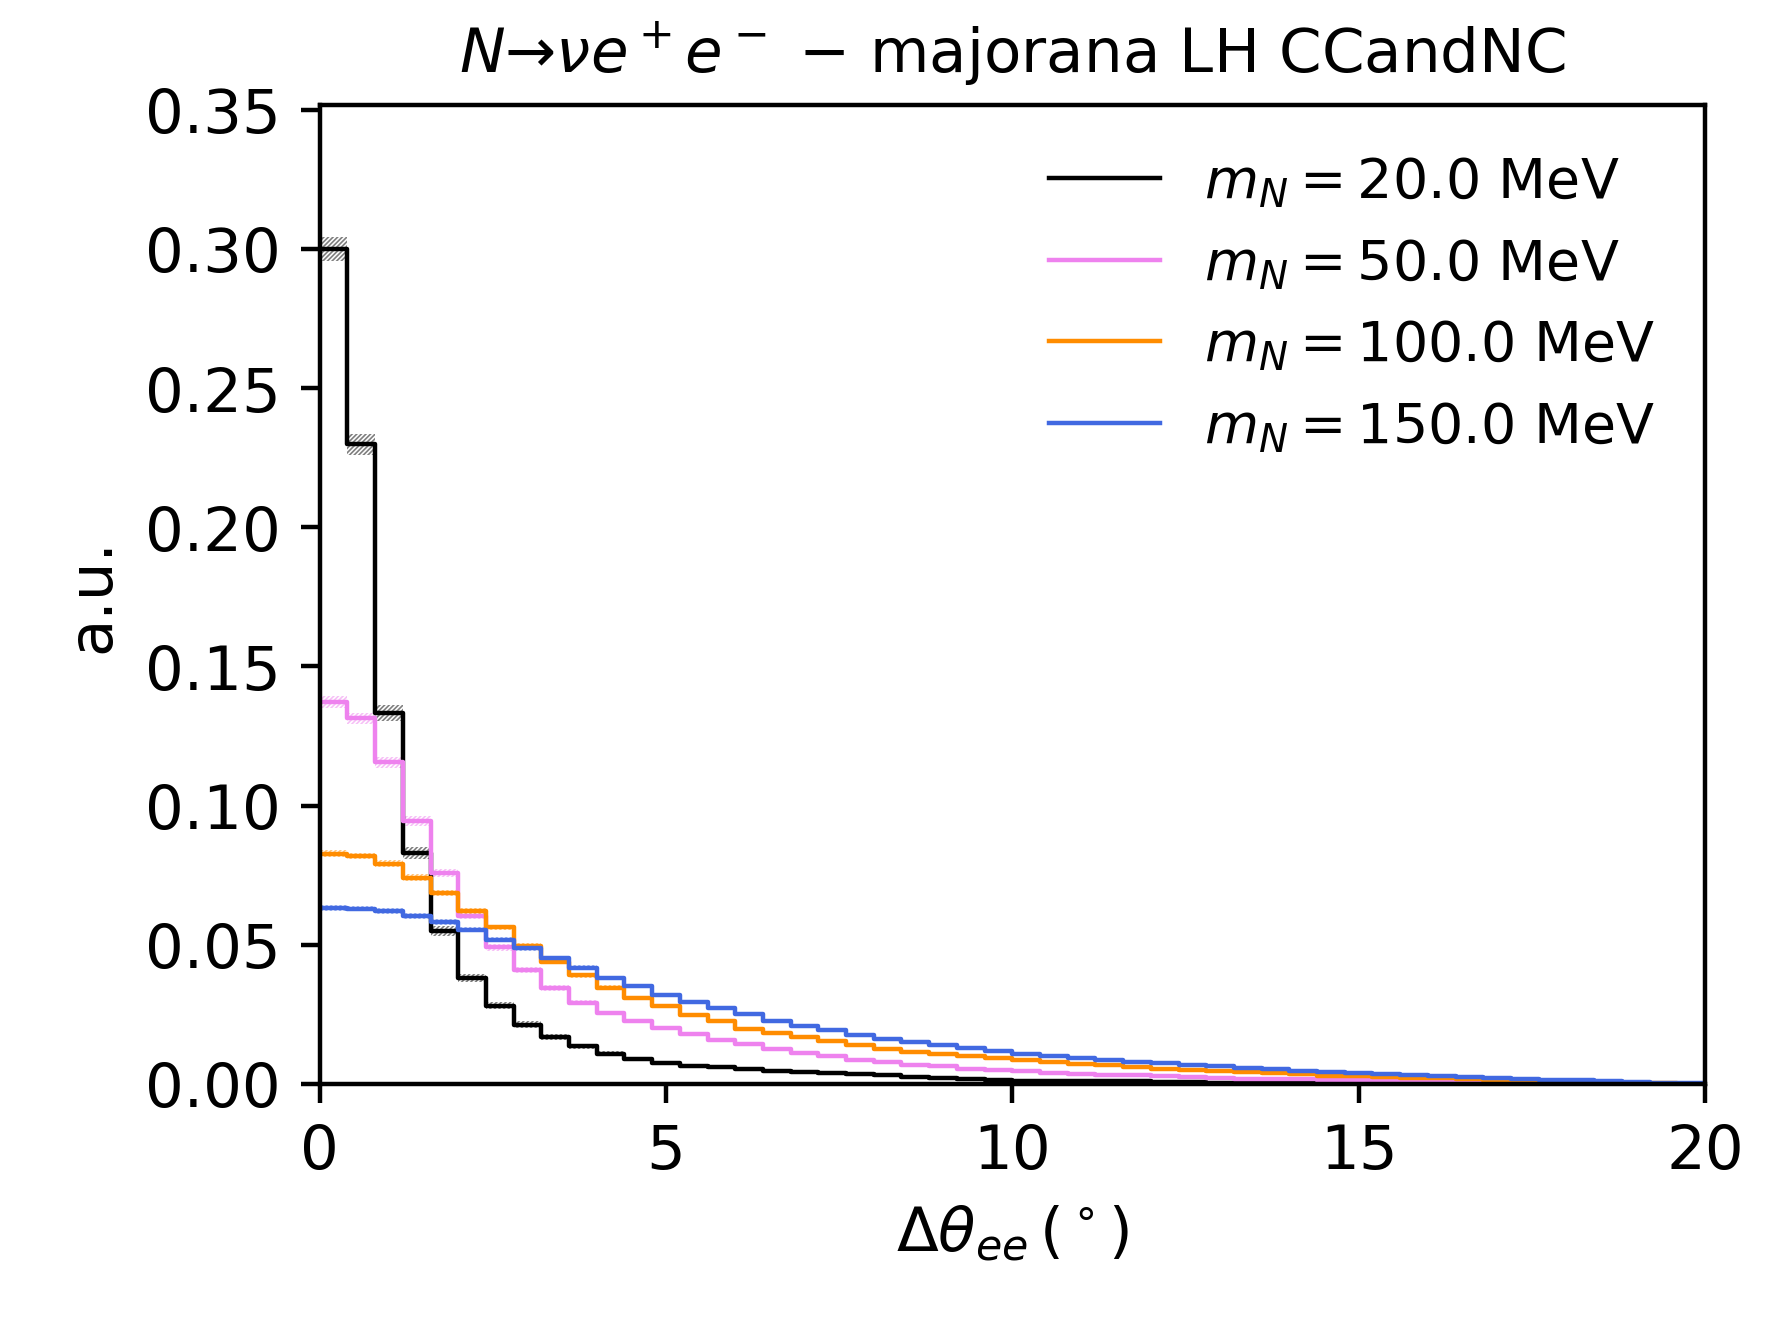 N→νe⁺e⁻ − majorana LH CCandNC
0.35
0.30
0.25
0.20
0.15
0.10
0.05
0.00
a.u.
m_N = 20.0 MeV
m_N = 50.0 MeV
m_N = 100.0 MeV
m_N = 150.0 MeV
0 5 10 15 20
Δθ_ee (°)